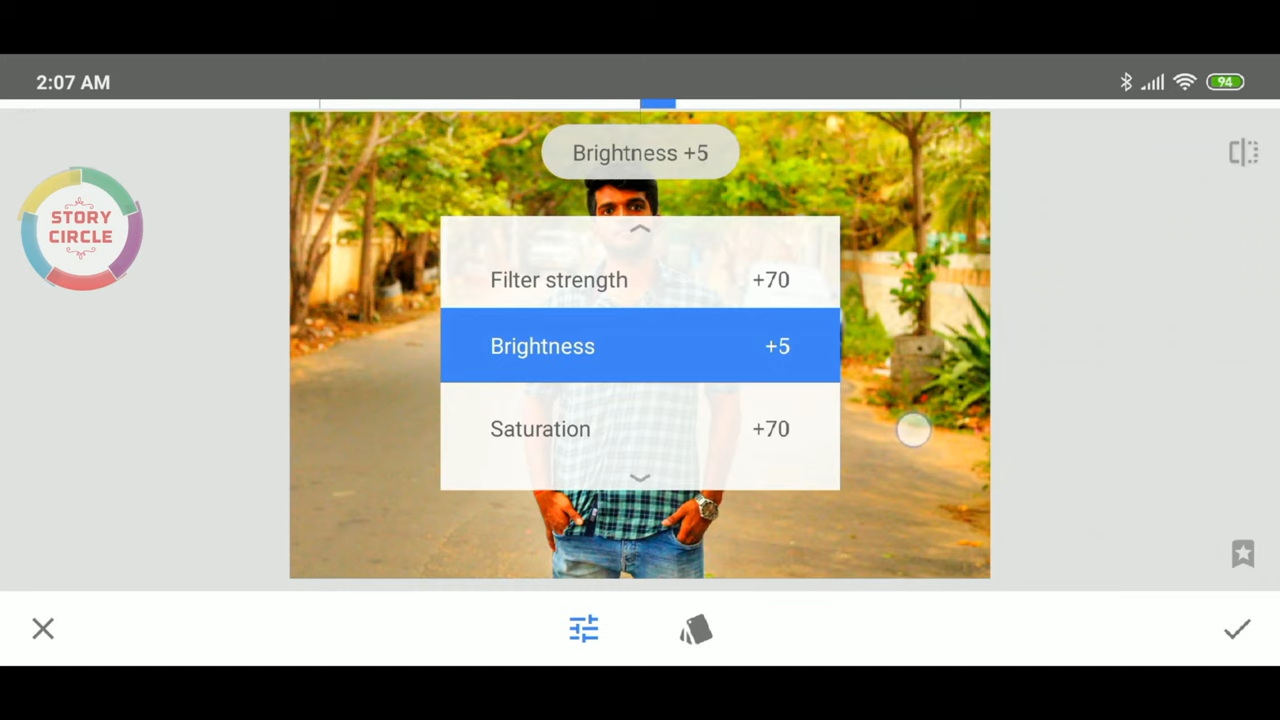 2:07 AM
94
Brightness +5
STORY
CIRCLE
Filter strength +70
Brightness +5
Saturation +70